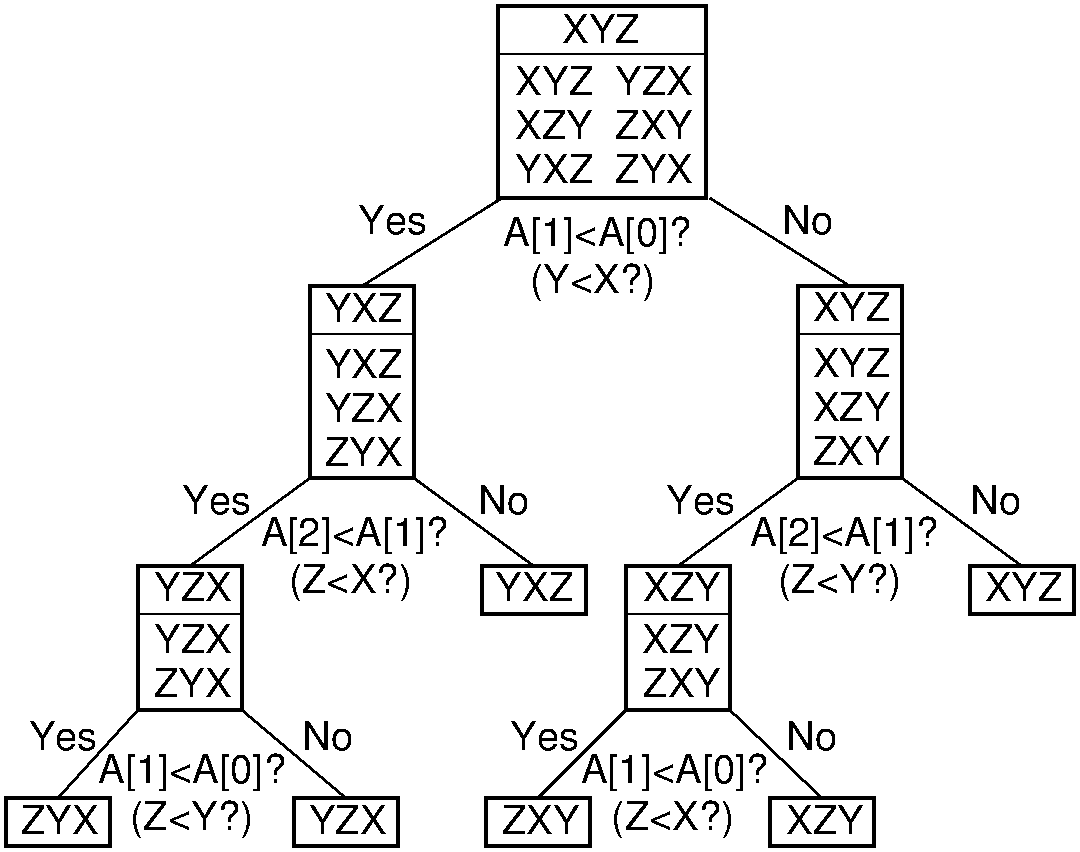 XYZ
XYZ YZX
XZY ZXY
YXZ ZYX
Yes
A[1]<A[0]?
(Y<X?)
No
YXZ
YXZ
YZX
ZYX
XYZ
XYZ
XZY
ZXY
Yes
A[2]<A[1]?
(Z<X?)
No
Yes
A[2]<A[1]?
(Z<Y?)
No
YZX
YZX
ZYX
YXZ
XZY
XZY
ZXY
XYZ
Yes
A[1]<A[0]?
(Z<Y?)
No
Yes
A[1]<A[0]?
(Z<X?)
No
ZYX
YZX
ZXY
XZY